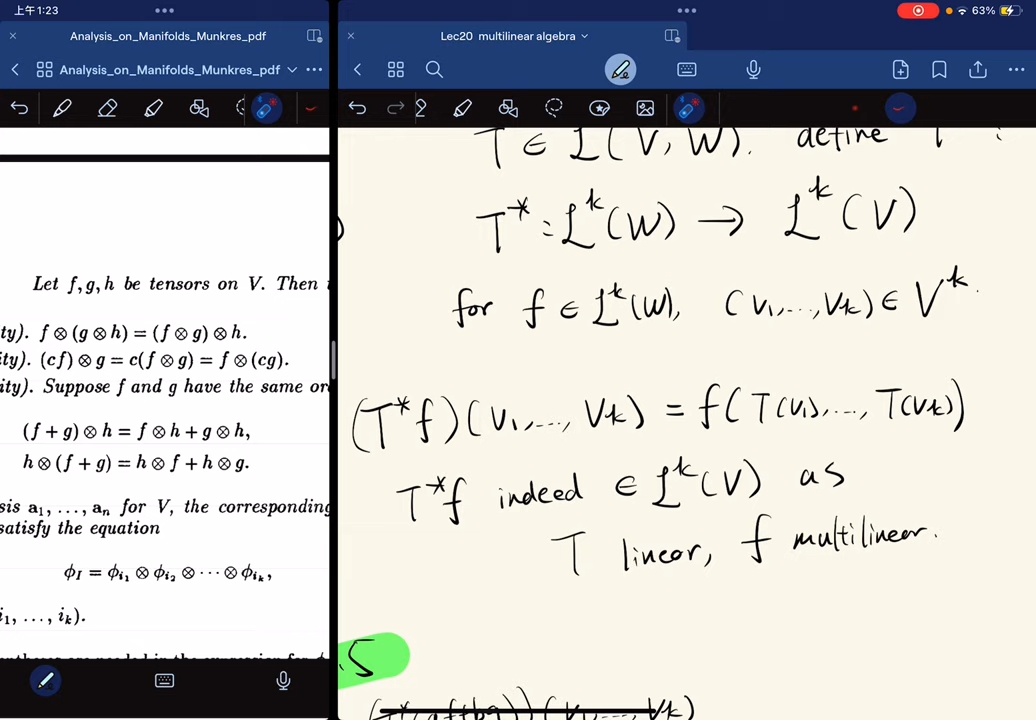 上午1:23
63%
Analysis_on_Manifolds_Munkres_pdf
Lec20 multilinear algebra
Analysis_on_Manifolds_Munkres_pdf
Let f, g, h be tensors on V. Then
ty). f ⊗ (g ⊗ h) = (f ⊗ g) ⊗ h.
ity). (cf) ⊗ g = c(f ⊗ g) = f ⊗ (cg).
ity). Suppose f and g have the same or
(f + g) ⊗ h = f ⊗ h + g ⊗ h,
h ⊗ (f + g) = h ⊗ f + h ⊗ g.
sis a₁, ..., aₙ for V, the corresponding
satisfy the equation
ϕ_I = ϕ_{i₁} ⊗ ϕ_{i₂} ⊗ ··· ⊗ ϕ_{iₖ},
i₁, ..., iₖ).
T ∈ ℒ(V, W). define T :
T* : ℒᵏ(W) → ℒᵏ(V)
for f ∈ ℒᵏ(W), (v₁, ..., vₖ) ∈ Vᵏ.
(T*f)(v₁, ..., vₖ) = f(T(v₁), ..., T(vₖ))
T*f indeed ∈ ℒᵏ(V) as
T linear, f multilinear.
.5